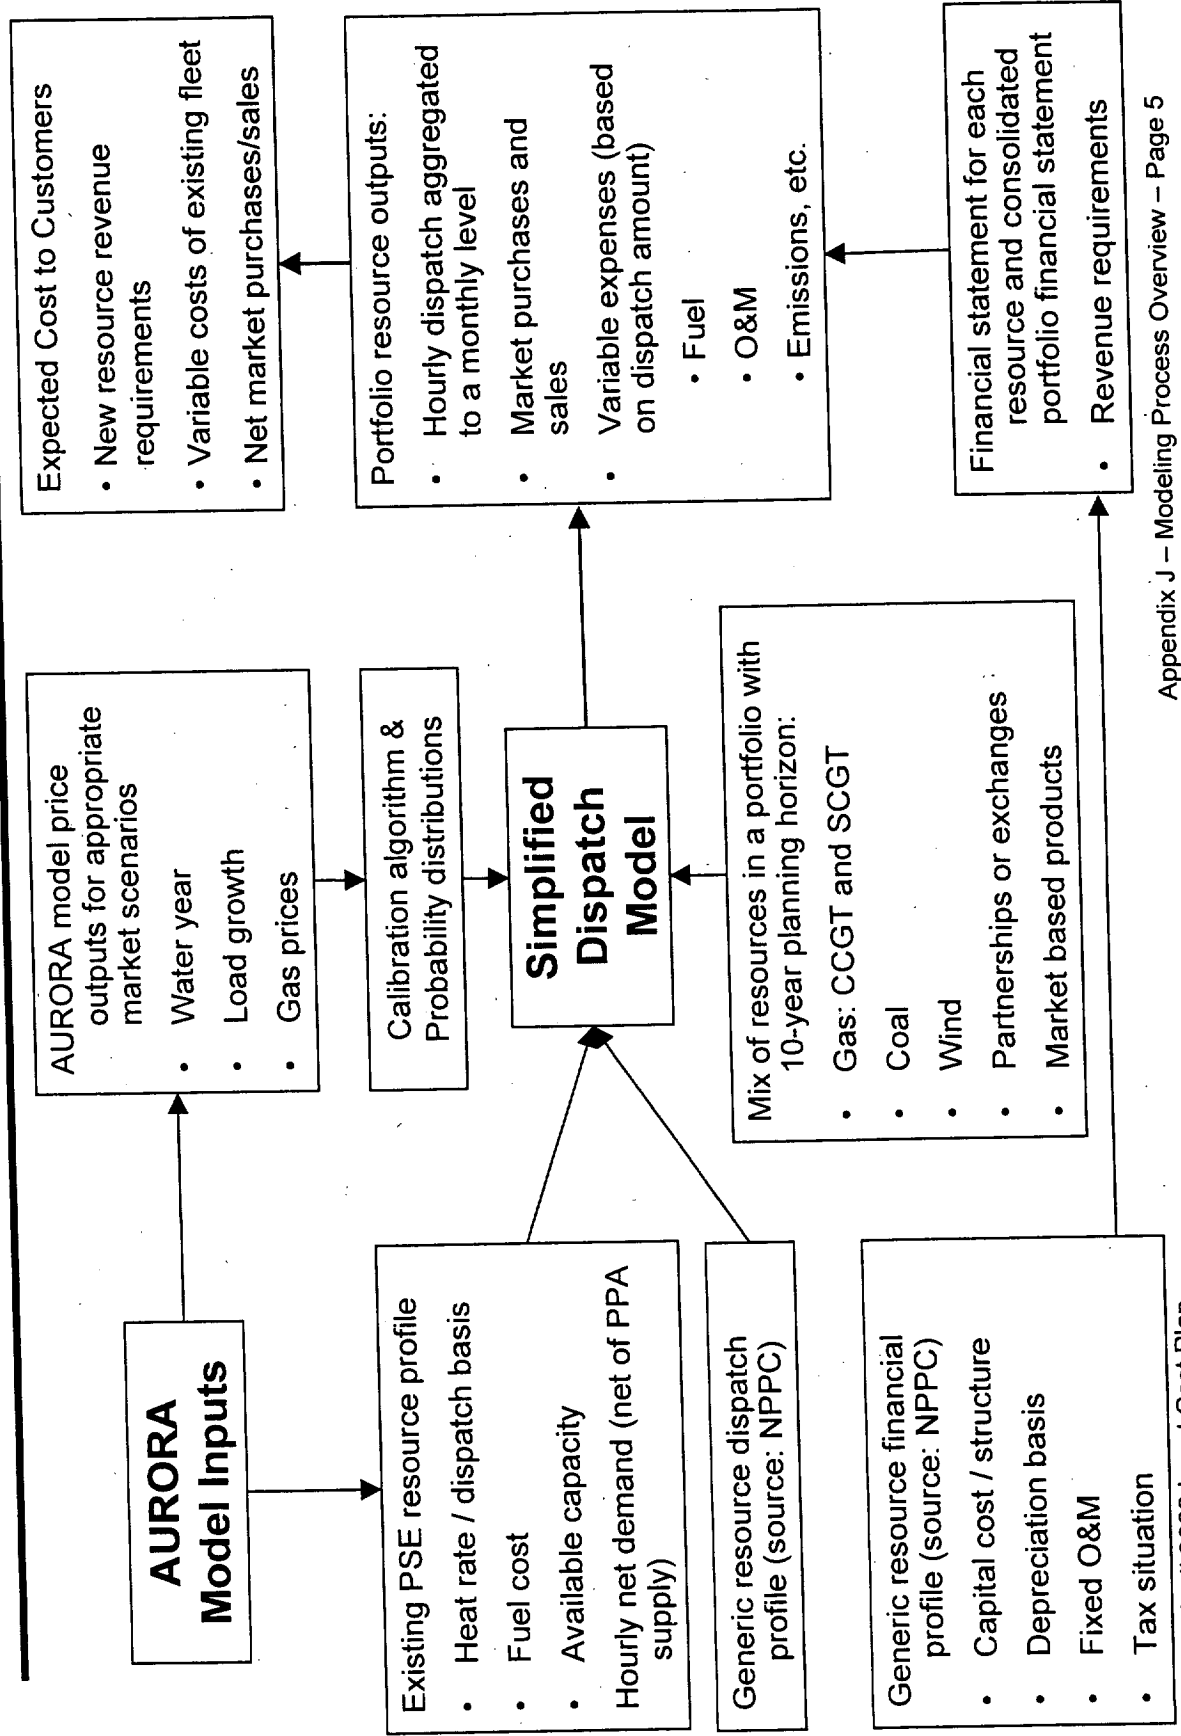 AURORA
Model Inputs
Existing PSE resource profile
• Heat rate / dispatch basis
• Fuel cost
• Available capacity
Hourly net demand (net of PPA
supply)
Generic resource dispatch
profile (source: NPPC)
Generic resource financial
profile (source: NPPC)
• Capital cost / structure
• Depreciation basis
• Fixed O&M
• Tax situation
AURORA model price
outputs for appropriate
market scenarios
• Water year
• Load growth
• Gas prices
Calibration algorithm &
Probability distributions
Simplified
Dispatch
Model
Mix of resources in a portfolio with
10-year planning horizon:
• Gas: CCGT and SCGT
• Coal
• Wind
• Partnerships or exchanges
• Market based products
Expected Cost to Customers
• New resource revenue
requirements
• Variable costs of existing fleet
• Net market purchases/sales
Portfolio resource outputs:
• Hourly dispatch aggregated
to a monthly level
• Market purchases and
sales
• Variable expenses (based
on dispatch amount)
• Fuel
• O&M
• Emissions, etc.
Financial statement for each
resource and consolidated
portfolio financial statement
• Revenue requirements
Appendix J – Modeling Process Overview – Page 5